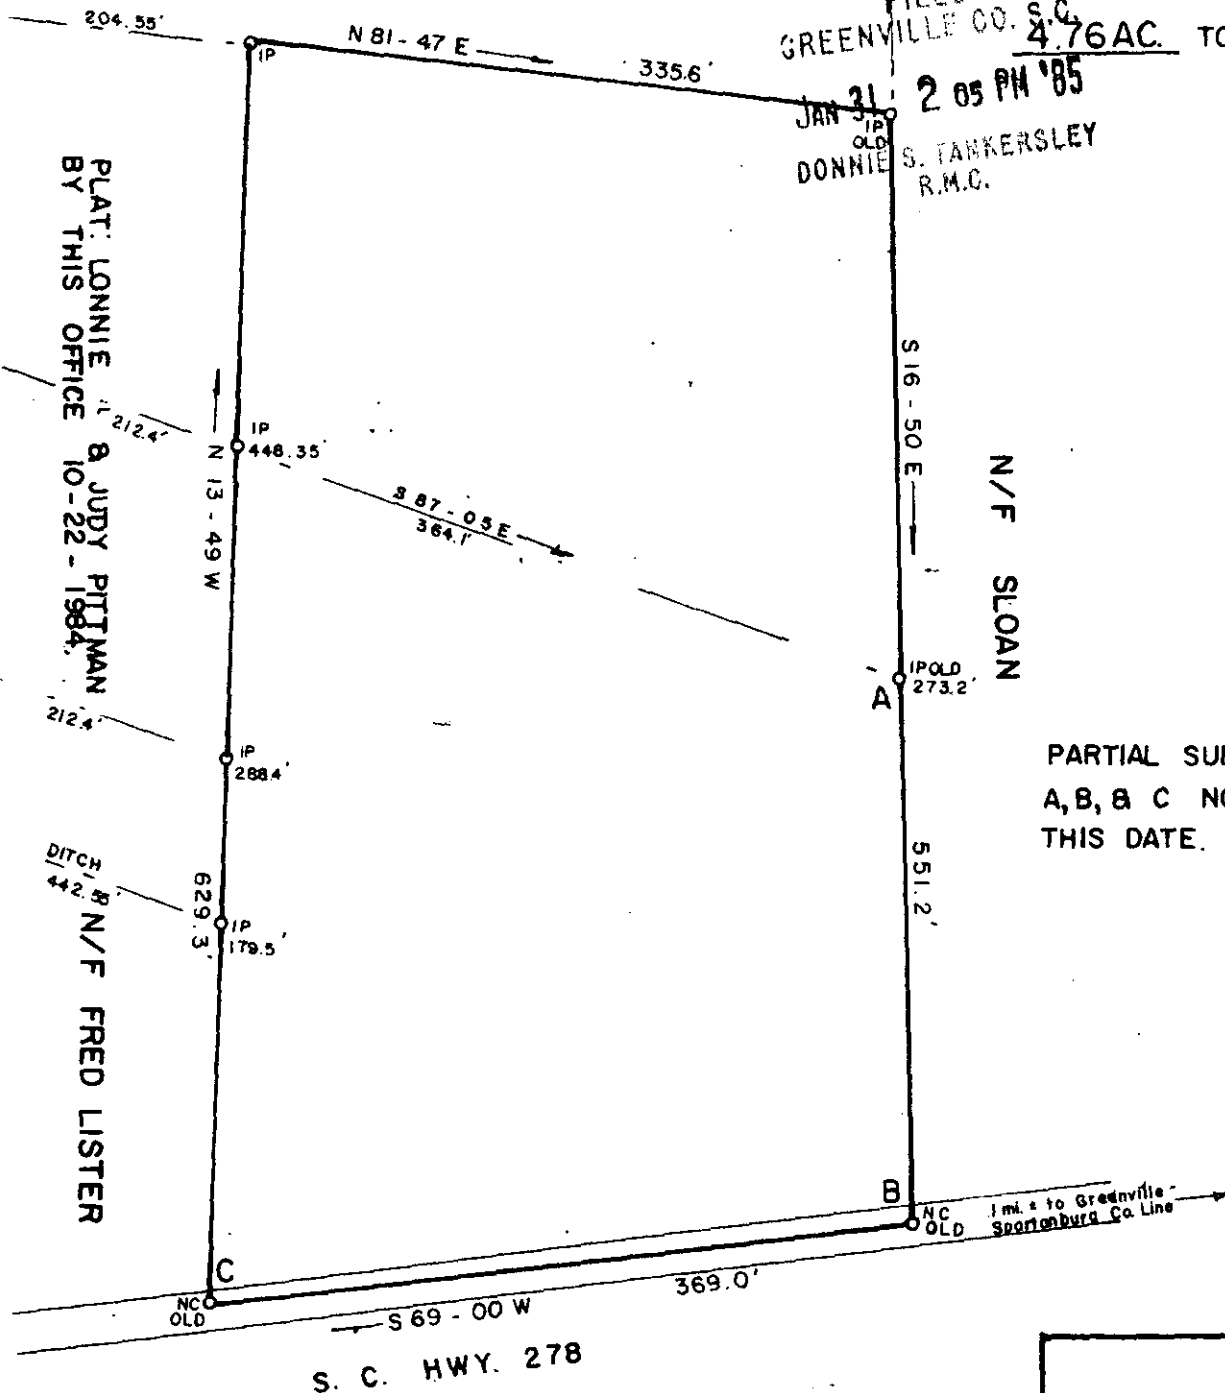 204.55'
IP
N 81-47 E
335.6'
GREENVILLE CO. S.C.
4.76 AC. TO
JAN 31 2 05 PM '85
IP
OLD
DONNIE S. TANKERSLEY
R.M.C.
PLAT: LONNIE & JUDY PITTMAN
BY THIS OFFICE 10-22-1984.
212.4'
IP
448.35'
N 13-49 W
S 87-05 E
364.1'
S 16-50 E
N/F SLOAN
IP OLD
273.2'
A
212.4'
IP
288.4'
PARTIAL
A, B, & C
THIS DATE.
DITCH
442.55'
629.3'
IP
179.5'
551.2'
N/F FRED LISTER
B
NC
OLD
1 mi. ± to Greenville-
Spartanburg Co. Line
C
NC
OLD
369.0'
S 69-00 W
S. C. HWY. 278